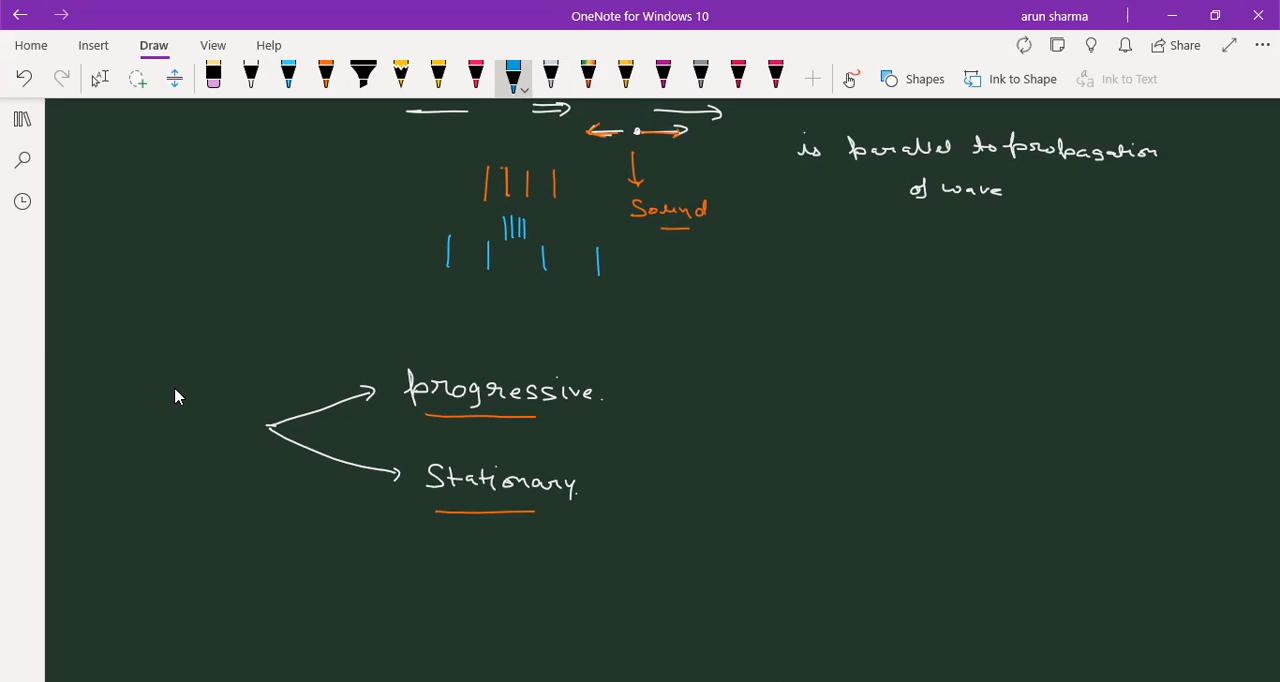 OneNote for Windows 10
arun sharma
Home Insert Draw View Help
Share
Shapes
Ink to Shape
Ink to Text
is parallel to propagation
of wave
Sound
progressive.
Stationary.